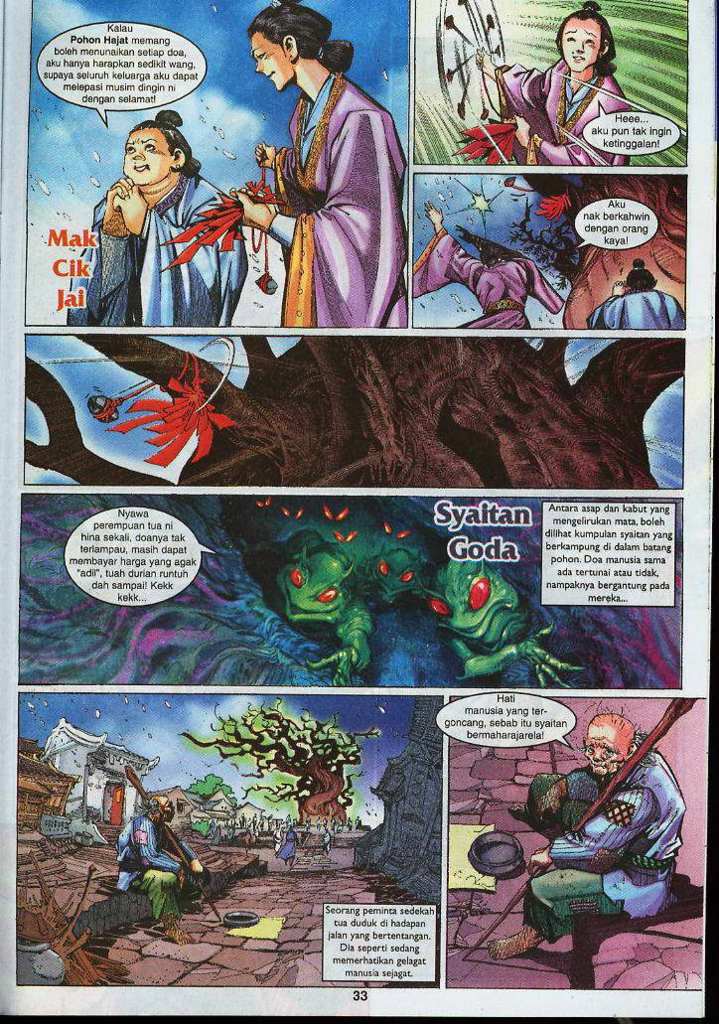 Kalau
Pohon Hajat memang
boleh menunaikan setiap doa,
aku hanya harapkan sedikit wang,
supaya seluruh keluarga aku dapat
melepasi musim dingin ni
dengan selamat!
Mak
Cik
Jai
Heee...
aku pun tak ingin
ketinggalan!
Aku
nak berkahwin
dengan orang
kaya!
Nyawa
perempuan tua ni
hina sekali, doanya tak
terlampau, masih dapat
membayar harga yang agak
"adil", tuah durian runtuh
dah sampai! Kekk
kekk...
Syaitan
Goda
Antara asap dan kabut yang
mengelirukan mata, boleh
dilihat kumpulan syaitan yang
berkampung di dalam batang
pohon. Doa manusia sama
ada tertunai atau tidak,
nampaknya bergantung pada
mereka...
Seorang peminta sedekah
tua duduk di hadapan
jalan yang bertentangan.
Dia seperti sedang
memerhatikan gelagat
manusia sejagat.
Hati
manusia yang ter-
goncang, sebab itu syaitan
bermaharajarela!
33